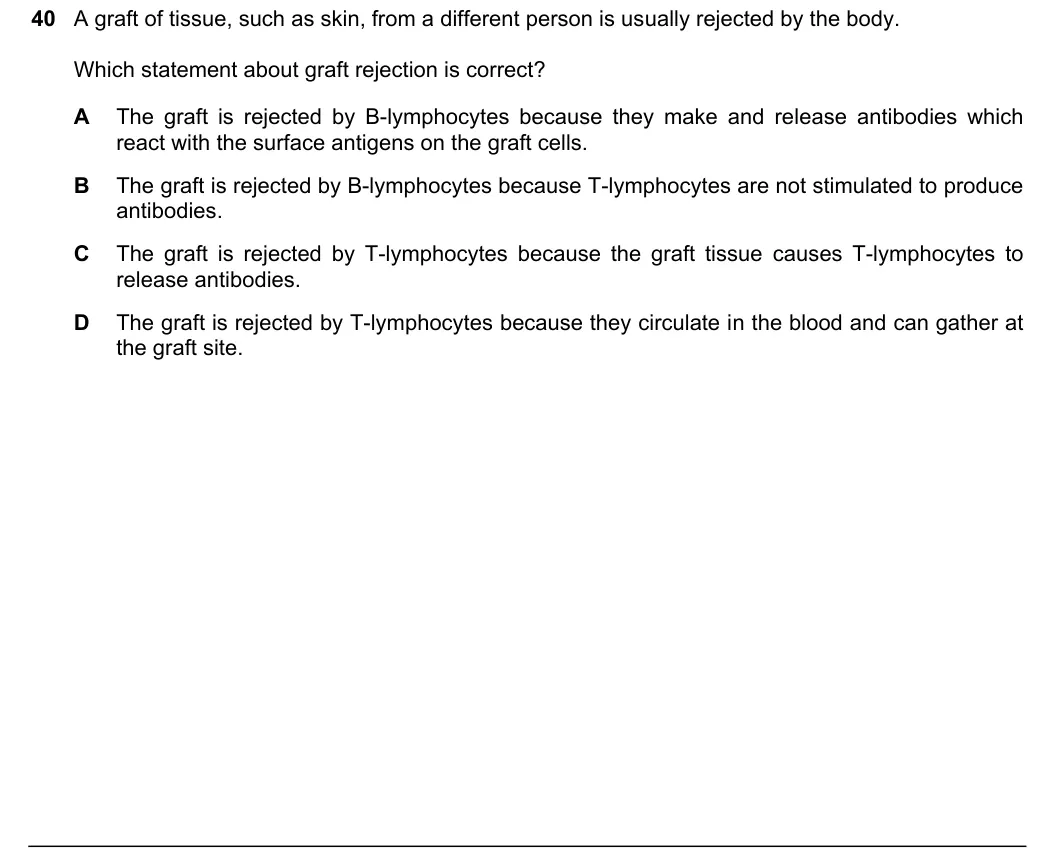 40 A graft of tissue, such as skin, from a different person is usually rejected by the body.
Which statement about graft rejection is correct?
A The graft is rejected by B-lymphocytes because they make and release antibodies which
react with the surface antigens on the graft cells.
B The graft is rejected by B-lymphocytes because T-lymphocytes are not stimulated to produce
antibodies.
C The graft is rejected by T-lymphocytes because the graft tissue causes T-lymphocytes to
release antibodies.
D The graft is rejected by T-lymphocytes because they circulate in the blood and can gather at
the graft site.